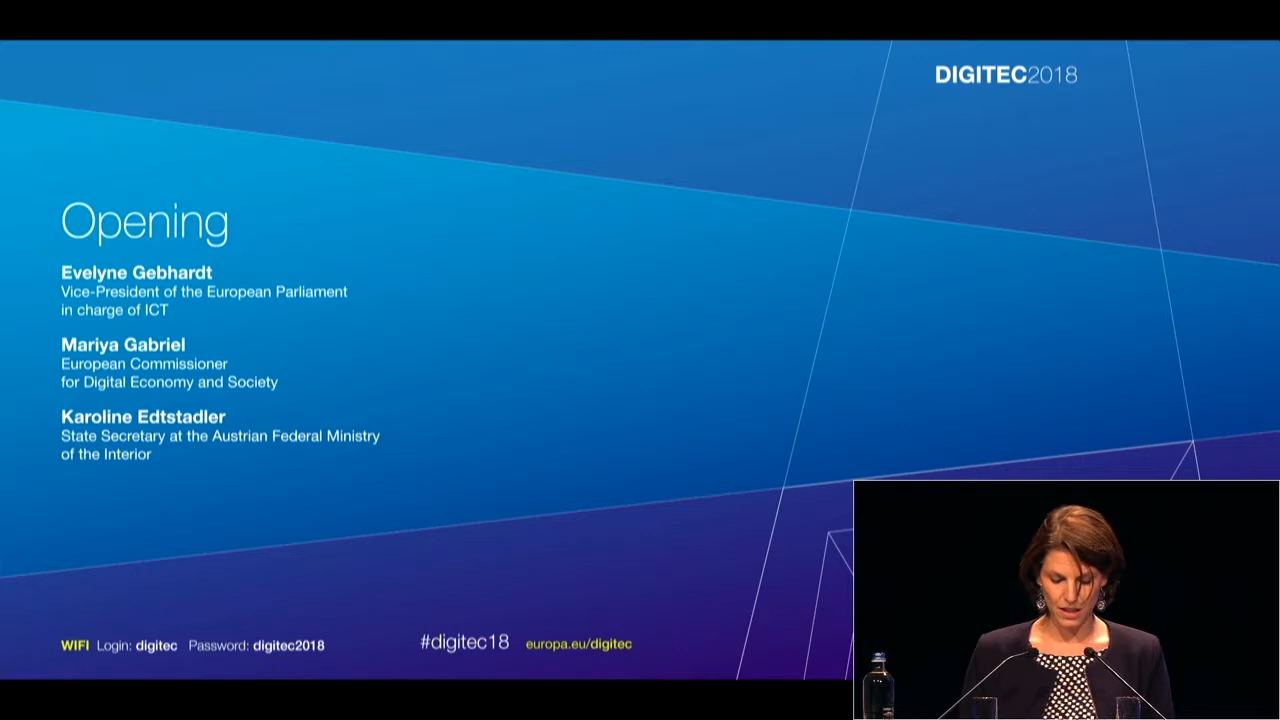 DIGITEC2018
Opening
Evelyne Gebhardt
Vice-President of the European Parliament
in charge of ICT
Mariya Gabriel
European Commissioner
for Digital Economy and Society
Karoline Edtstadler
State Secretary at the Austrian Federal Ministry
of the Interior
WIFI Login: digitec Password: digitec2018
#digitec18 europa.eu/digitec